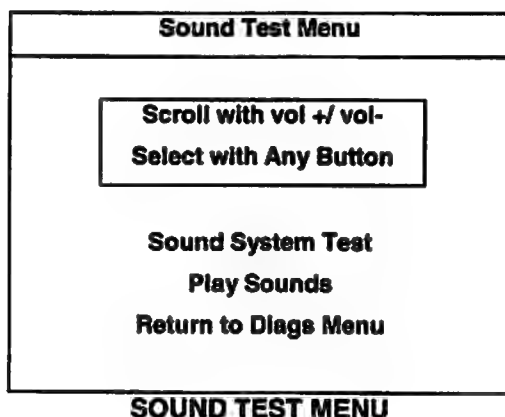 Sound Test Menu
Scroll with vol +/ vol-
Select with Any Button
Sound System Test
Play Sounds
Return to Diags Menu
SOUND TEST MENU